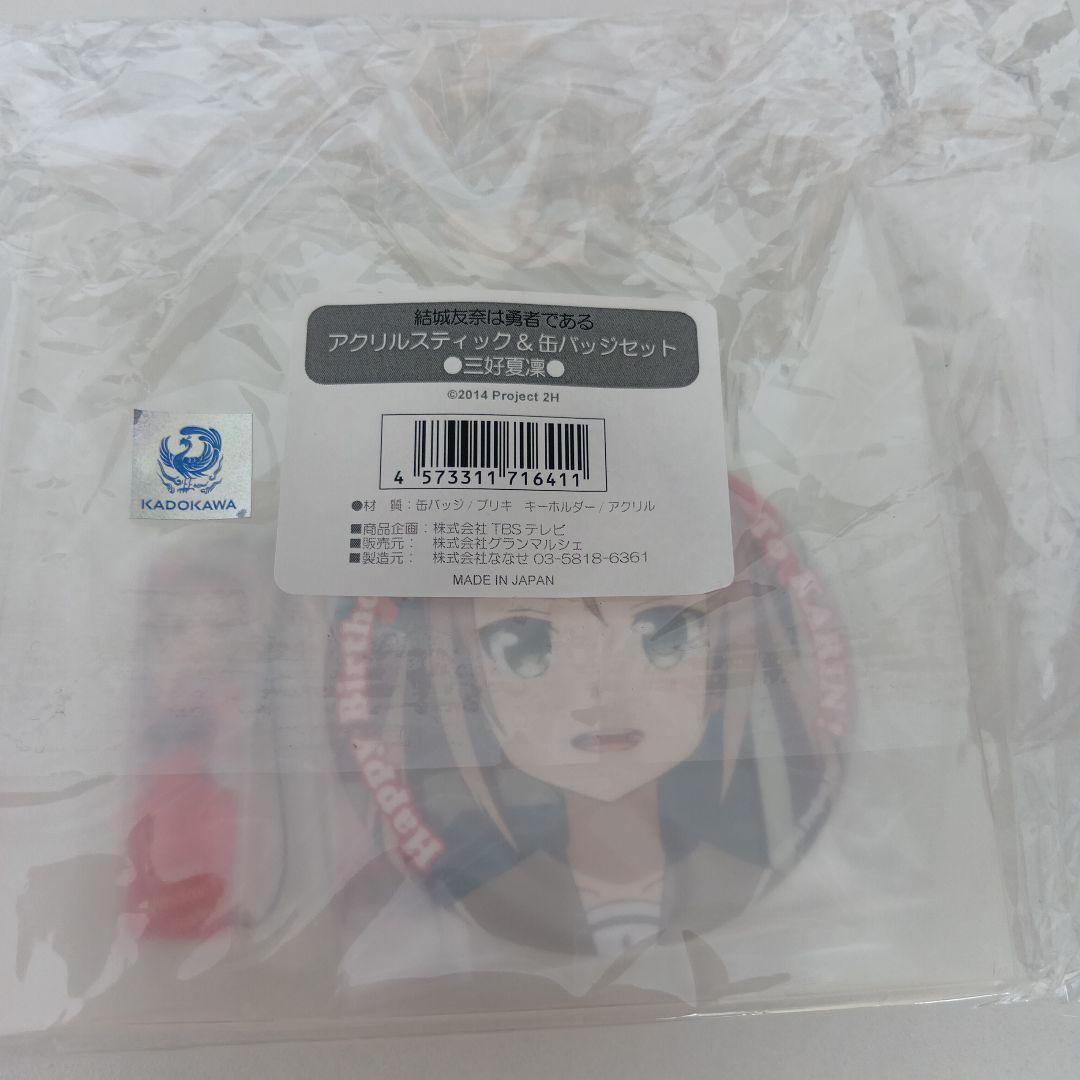 結城友奈は勇者である
アクリルスティック&缶バッジセット
●三好夏凜●
©2014 Project 2H
4 573311 716411
●材 質:缶バッジ/ブリキ キーホルダー/アクリル
■商品企画:株式会社TBSテレビ
■販売元: 株式会社グランマルシェ
■製造元: 株式会社ななせ 03-5818-6361
MADE IN JAPAN
KADOKAWA
Happy Birthd
To KARIN!